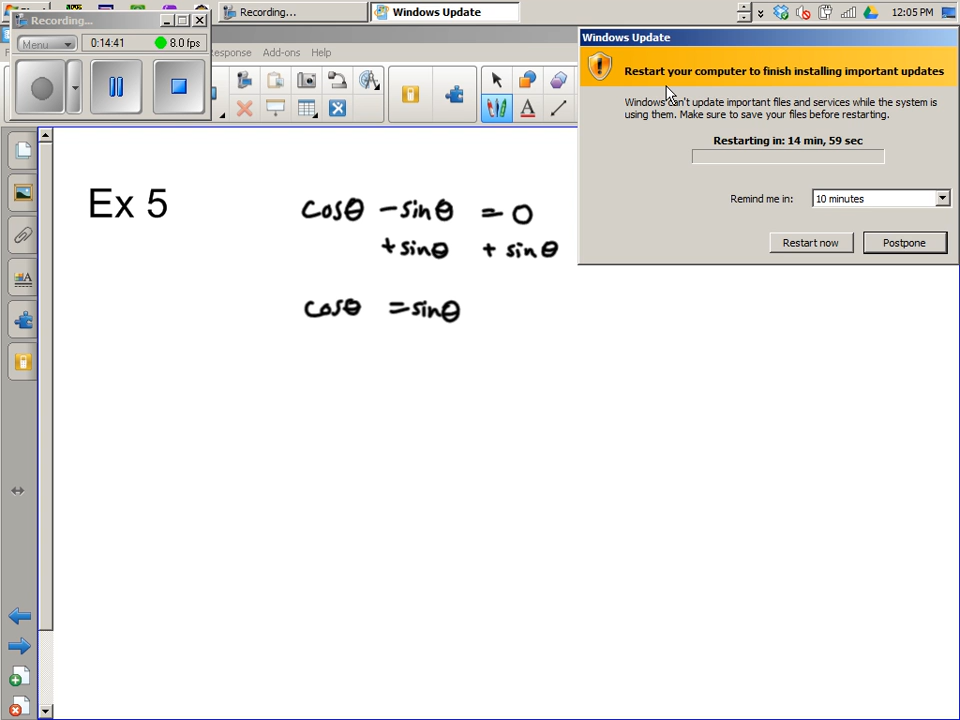 Recording...
Menu
0:14:41
8.0 fps
Recording...
Windows Update
12:05 PM
esponse Add-ons Help
Windows Update
Restart your computer to finish installing important updates
Windows can't update important files and services while the system is
using them. Make sure to save your files before restarting.
Restarting in: 14 min, 59 sec
Remind me in: 10 minutes
Restart now Postpone
Ex 5
cosθ - sinθ = 0
+ sinθ + sinθ
cosθ = sinθ